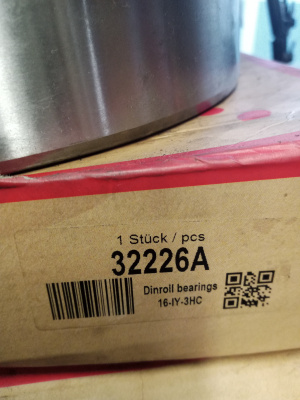 1 Stück / pcs
32226A
Dinroll bearings
16-IY-3HC